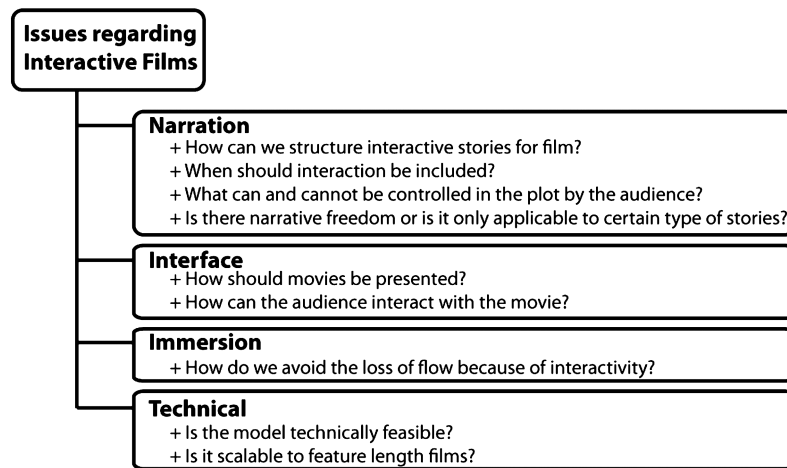 Issues regarding
Interactive Films
Narration
+ How can we structure interactive stories for film?
+ When should interaction be included?
+ What can and cannot be controlled in the plot by the audience?
+ Is there narrative freedom or is it only applicable to certain type of stories?
Interface
+ How should movies be presented?
+ How can the audience interact with the movie?
Immersion
+ How do we avoid the loss of flow because of interactivity?
Technical
+ Is the model technically feasible?
+ Is it scalable to feature length films?